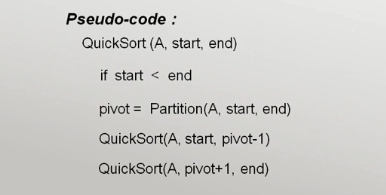 Pseudo-code :
QuickSort (A, start, end)
if start < end
pivot = Partition(A, start, end)
QuickSort(A, start, pivot-1)
QuickSort(A, pivot+1, end)